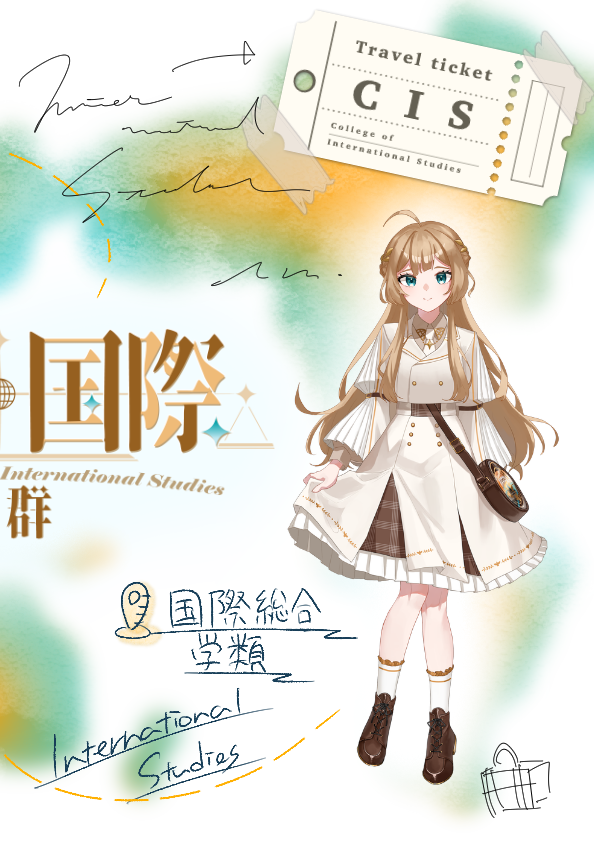 Travel ticket
CIS
College of
International Studies
国際
International Studies
群
国際総合
学類
International
Studies